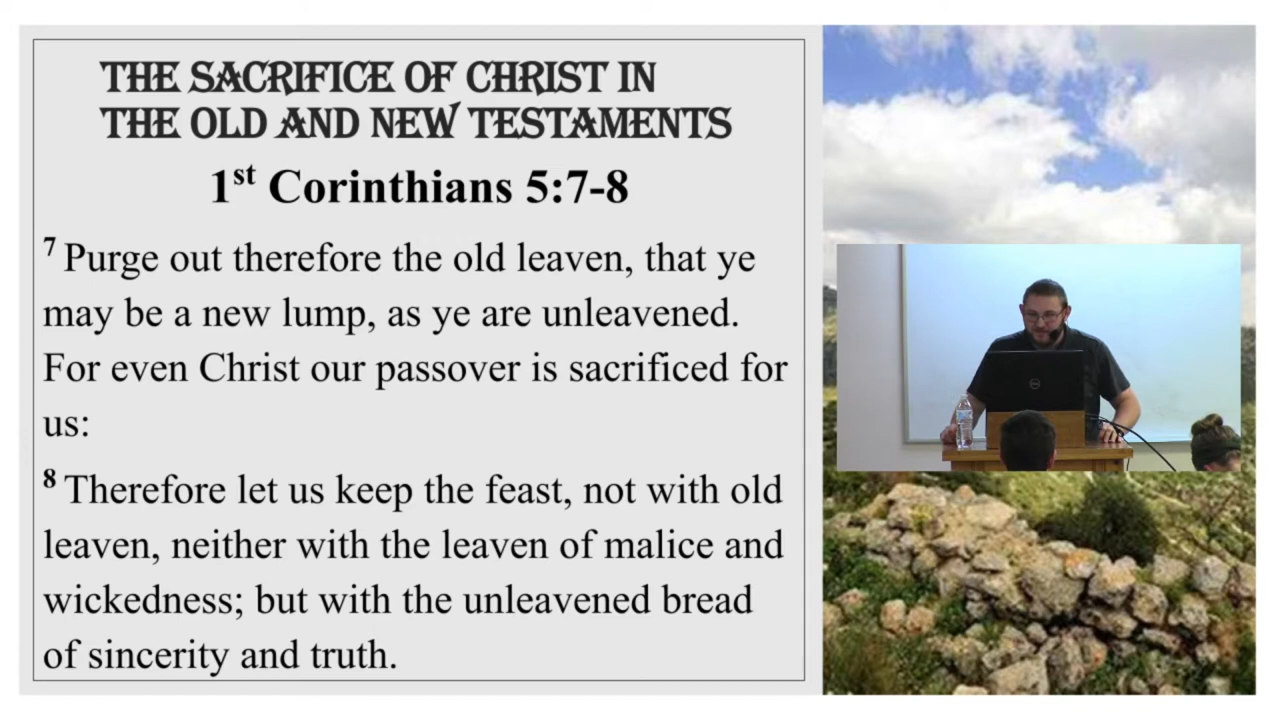 THE SACRIFICE OF CHRIST IN
THE OLD AND NEW TESTAMENTS
1st Corinthians 5:7-8
7 Purge out therefore the old leaven, that ye
may be a new lump, as ye are unleavened.
For even Christ our passover is sacrificed for
us:
8 Therefore let us keep the feast, not with old
leaven, neither with the leaven of malice and
wickedness; but with the unleavened bread
of sincerity and truth.